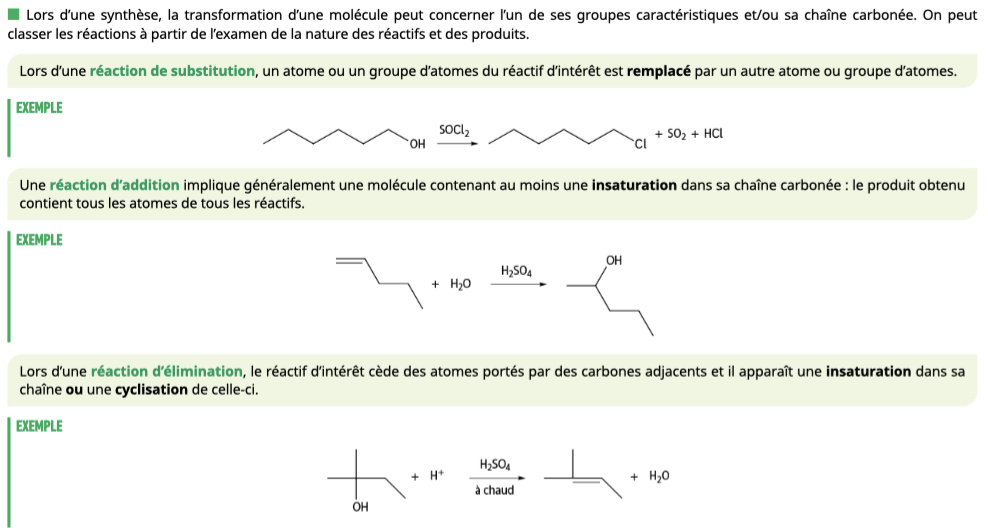 Lors d'une synthèse, la transformation d'une molécule peut concerner l'un de ses groupes caractéristiques et/ou sa chaîne carbonée. On peut
classer les réactions à partir de l'examen de la nature des réactifs et des produits.
Lors d'une réaction de substitution, un atome ou un groupe d'atomes du réactif d'intérêt est remplacé par un autre atome ou groupe d'atomes.
EXEMPLE
OH SOCl₂ Cl + SO₂ + HCl
Une réaction d'addition implique généralement une molécule contenant au moins une insaturation dans sa chaîne carbonée : le produit obtenu
contient tous les atomes de tous les réactifs.
EXEMPLE
+ H₂O H₂SO₄ OH
Lors d'une réaction d'élimination, le réactif d'intérêt cède des atomes portés par des carbones adjacents et il apparaît une insaturation dans sa
chaîne ou une cyclisation de celle-ci.
EXEMPLE
OH + H⁺ H₂SO₄ à chaud + H₂O